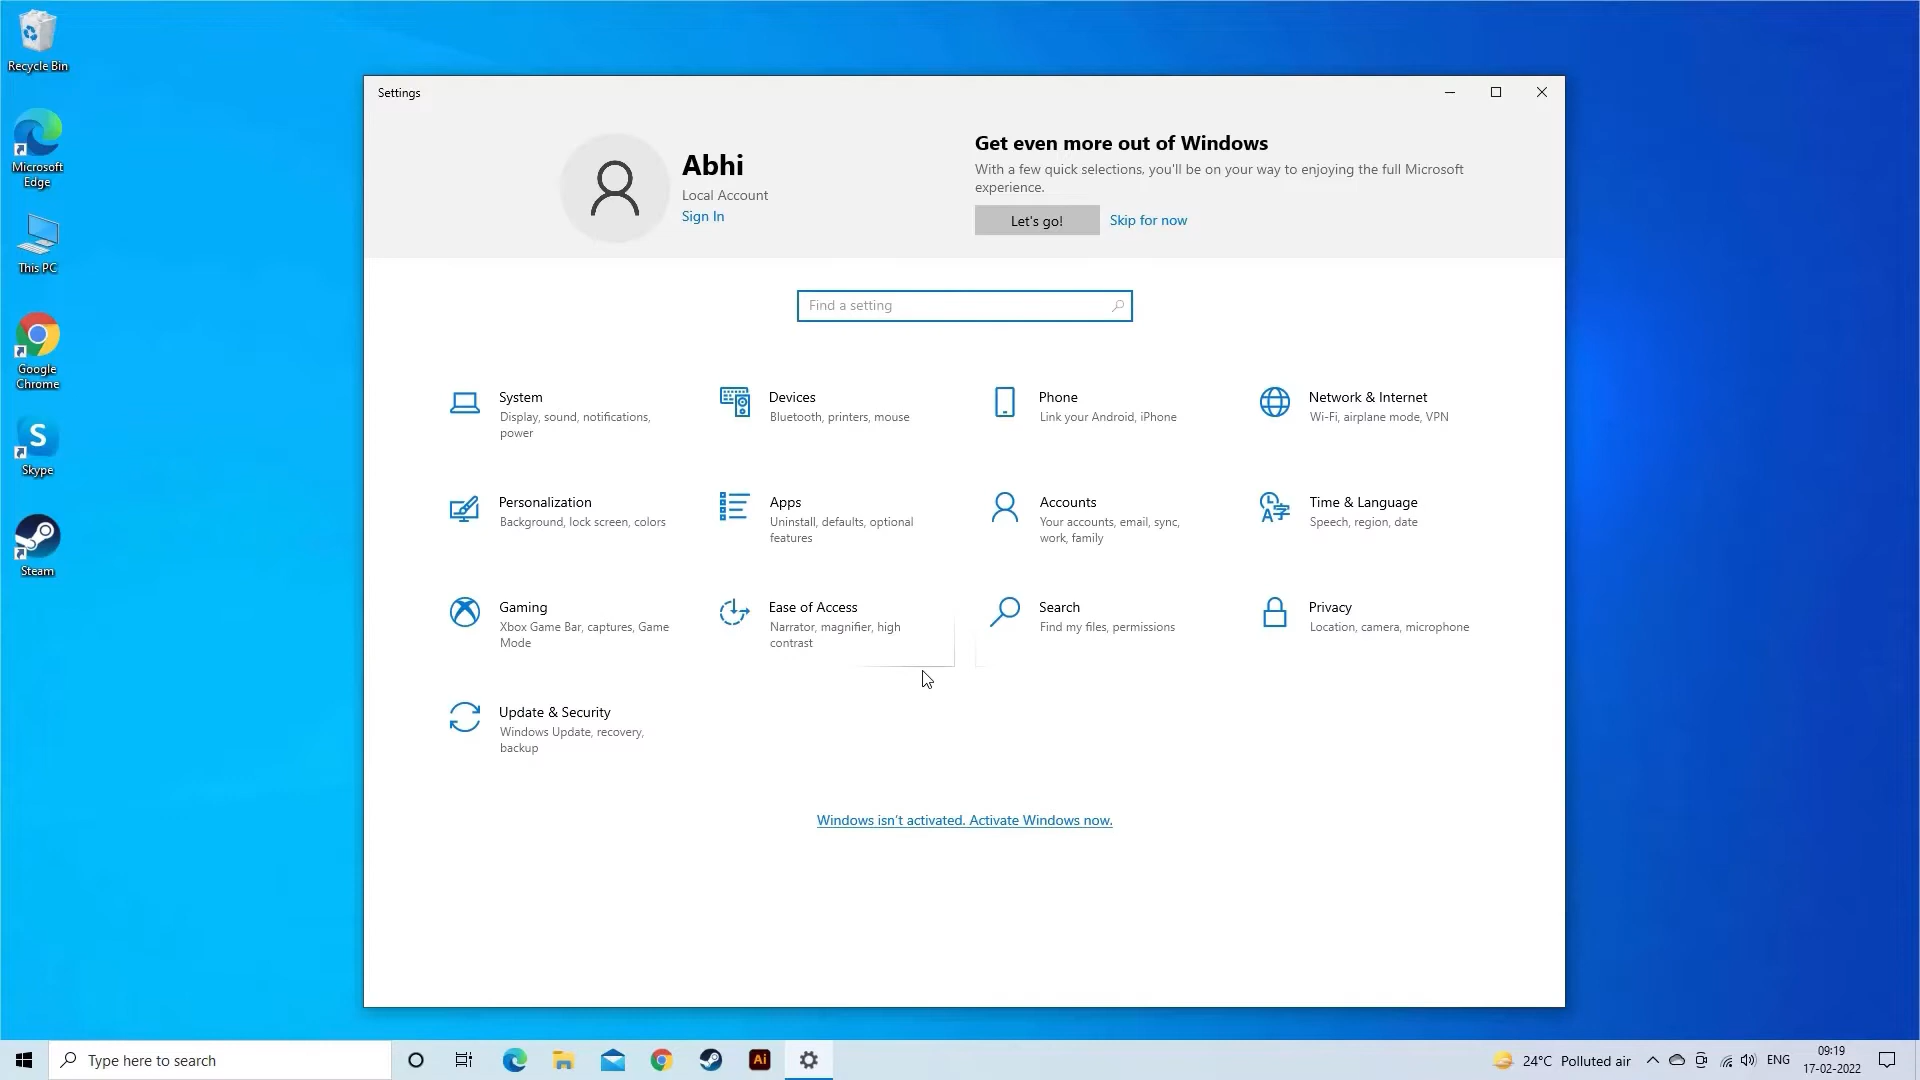 Recycle Bin
Microsoft
Edge
This PC
Google
Chrome
S
Skype
Steam
Settings
Abhi
Local Account
Sign In
Get even more out of Windows
With a few quick selections, you'll be on your way to enjoying the full Microsoft
experience.
Let's go!
Skip for now
Find a setting
System
Display, sound, notifications,
power
Devices
Bluetooth, printers, mouse
Phone
Link your Android, iPhone
Network & Internet
Wi-Fi, airplane mode, VPN
Personalization
Background, lock screen, colors
Apps
Uninstall, defaults, optional
features
Accounts
Your accounts, email, sync,
work, family
Time & Language
Speech, region, date
Gaming
Xbox Game Bar, captures, Game
Mode
Ease of Access
Narrator, magnifier, high
contrast
Search
Find my files, permissions
Privacy
Location, camera, microphone
Update & Security
Windows Update, recovery,
backup
Windows isn't activated. Activate Windows now.
Type here to search
Ai
24°C Polluted air
ENG
09:19
17-02-2022